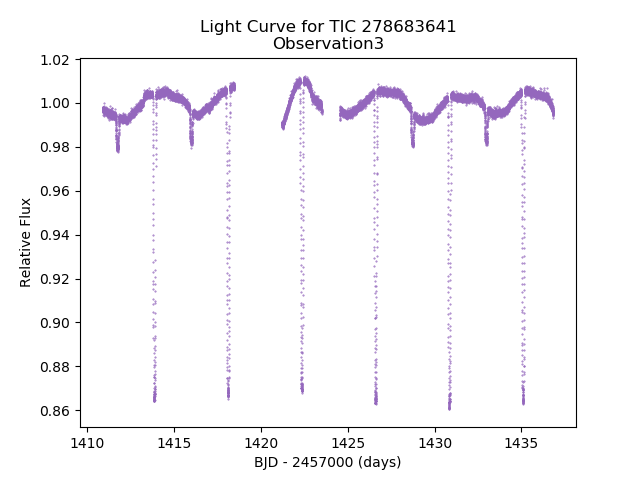 Light Curve for TIC 278683641
Observation3
1.02
1.00
0.98
0.96
0.94
0.92
0.90
0.88
0.86
Relative Flux
1410 1415 1420 1425 1430 1435
BJD - 2457000 (days)